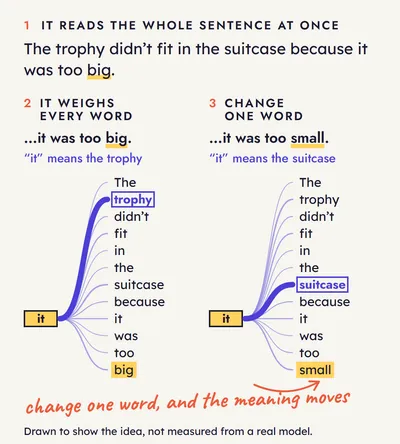 1 IT READS THE WHOLE SENTENCE AT ONCE
The trophy didn’t fit in the suitcase because it
was too big.
2 IT WEIGHS
EVERY WORD
...it was too big.
“it” means the trophy
The
trophy
didn’t
fit
in
the
suitcase
because
it
was
too
big
it
3 CHANGE
ONE WORD
...it was too small.
“it” means the suitcase
The
trophy
didn’t
fit
in
the
suitcase
because
it
was
too
small
it
change one word, and the meaning moves
Drawn to show the idea, not measured from a real model.